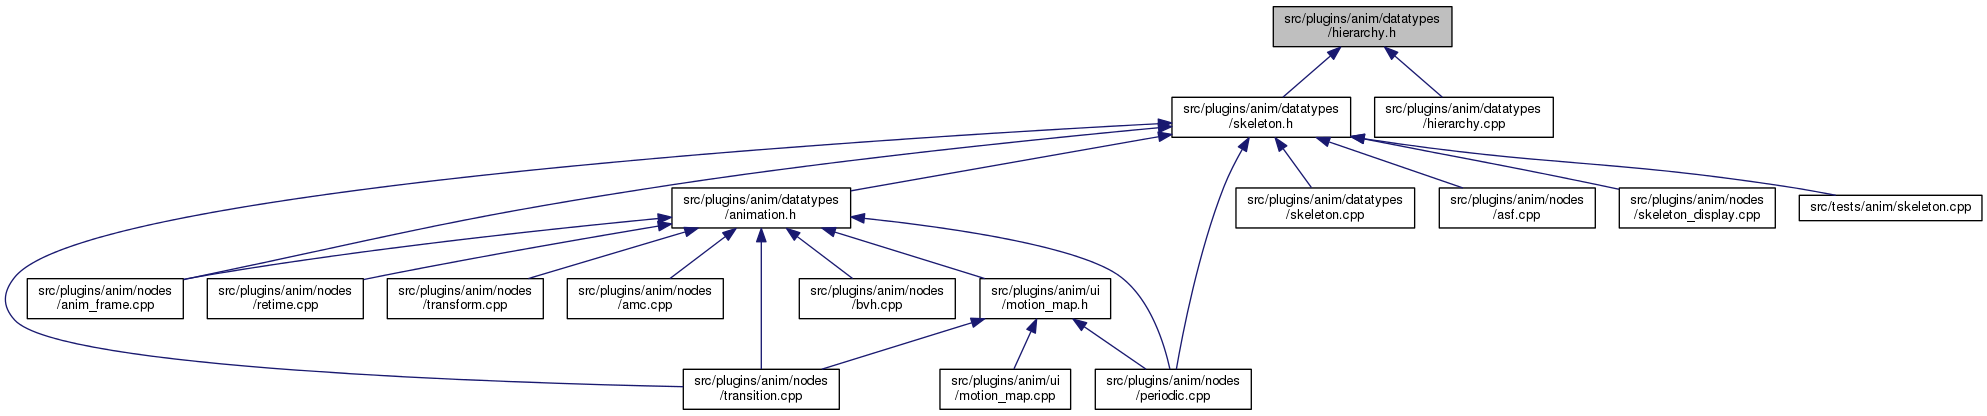 src/plugins/anim/datatypes
/hierarchy.h
src/plugins/anim/datatypes
/skeleton.h
src/plugins/anim/datatypes
/hierarchy.cpp
src/plugins/anim/datatypes
/animation.h
src/plugins/anim/datatypes
/skeleton.cpp
src/plugins/anim/nodes
/asf.cpp
src/plugins/anim/nodes
/skeleton_display.cpp
src/tests/anim/skeleton.cpp
src/plugins/anim/nodes
/anim_frame.cpp
src/plugins/anim/nodes
/retime.cpp
src/plugins/anim/nodes
/transform.cpp
src/plugins/anim/nodes
/amc.cpp
src/plugins/anim/nodes
/bvh.cpp
src/plugins/anim/ui
/motion_map.h
src/plugins/anim/nodes
/transition.cpp
src/plugins/anim/ui
/motion_map.cpp
src/plugins/anim/nodes
/periodic.cpp